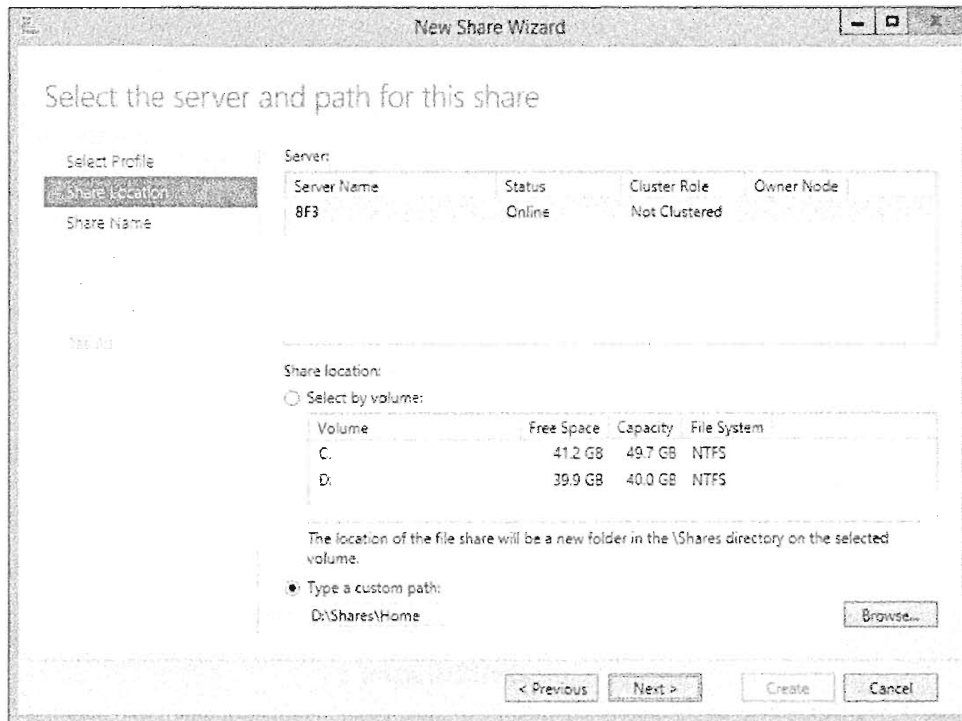 New Share Wizard
Select the server and path for this share
Select Profile
Share Location
Share Name
Server:
Server Name Status Cluster Role Owner Node
8F3 Online Not Clustered
Share location:
Select by volume:
Volume Free Space Capacity File System
C: 41.2 GB 49.7 GB NTFS
D: 39.9 GB 40.0 GB NTFS
The location of the file share will be a new folder in the \Shares directory on the selected
volume.
Type a custom path:
D:\Shares\Home
Browse...
< Previous Next > Create Cancel